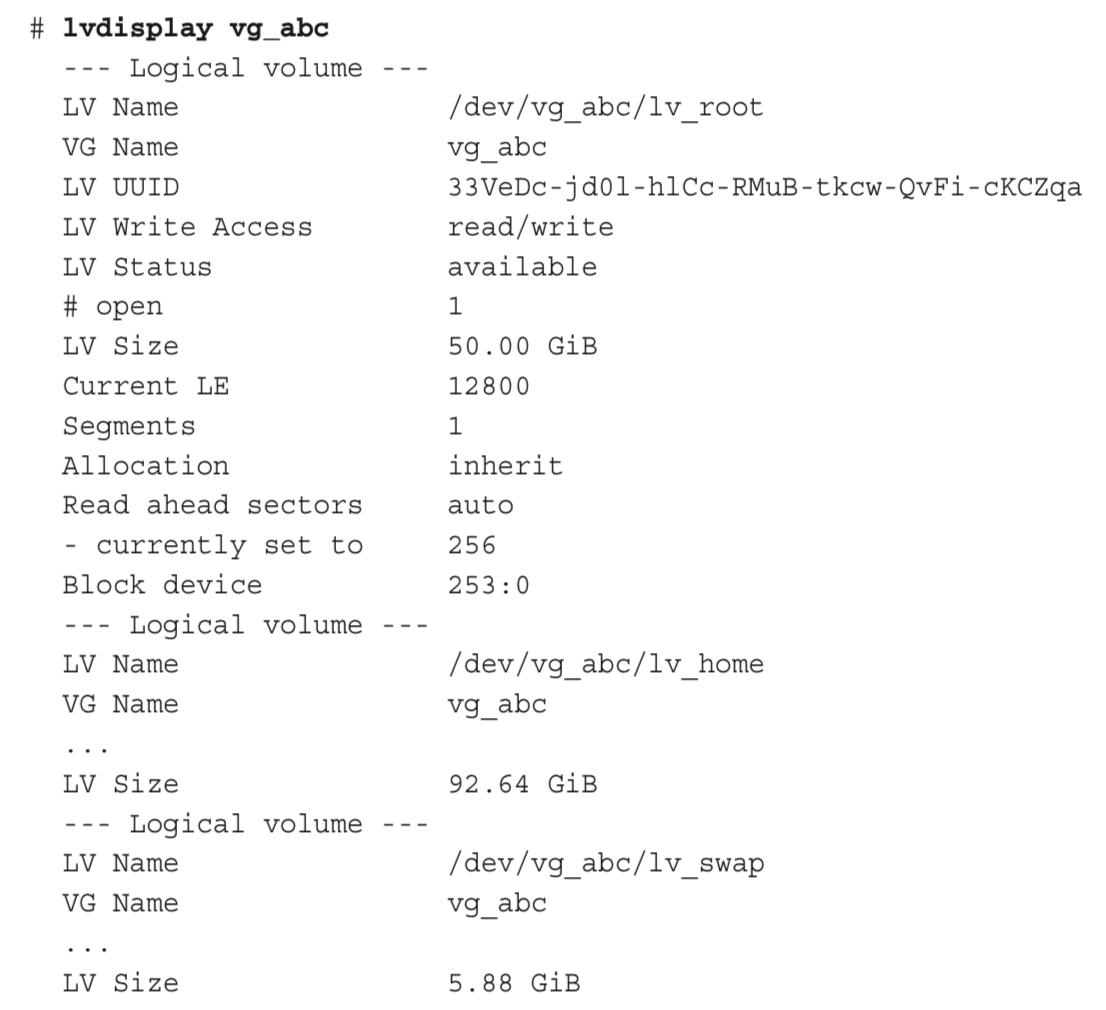 # lvdisplay vg_abc
--- Logical volume ---
LV Name /dev/vg_abc/lv_root
VG Name vg_abc
LV UUID 33VeDc-jd0l-hlCc-RMuB-tkcw-QvFi-cKCZqa
LV Write Access read/write
LV Status available
# open 1
LV Size 50.00 GiB
Current LE 12800
Segments 1
Allocation inherit
Read ahead sectors auto
- currently set to 256
Block device 253:0
--- Logical volume ---
LV Name /dev/vg_abc/lv_home
VG Name vg_abc
...
LV Size 92.64 GiB
--- Logical volume ---
LV Name /dev/vg_abc/lv_swap
VG Name vg_abc
...
LV Size 5.88 GiB